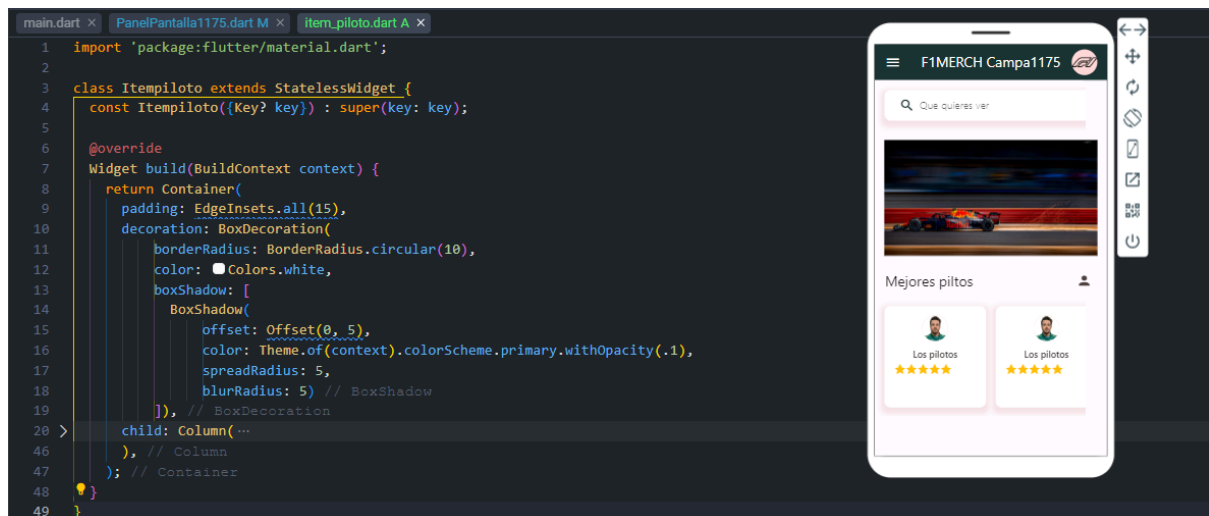 main.dart × PanelPantalla1175.dart M × item_piloto.dart A ×
1 import 'package:flutter/material.dart';
2
3 class Itempiloto extends StatelessWidget {
4 const Itempiloto({Key? key}) : super(key: key);
5
6 @override
7 Widget build(BuildContext context) {
8 return Container(
9 padding: EdgeInsets.all(15),
10 decoration: BoxDecoration(
11 borderRadius: BorderRadius.circular(10),
12 color: Colors.white,
13 boxShadow: [
14 BoxShadow(
15 offset: Offset(0, 5),
16 color: Theme.of(context).colorScheme.primary.withOpacity(.1),
17 spreadRadius: 5,
18 blurRadius: 5) // BoxShadow
19 ]), // BoxDecoration
20 child: Column( ⋯
46 ), // Column
47 ); // Container
48 }
49 }
F1MERCH Campa1175
Que quieres ver
Mejores piltos
Los pilotos Los pilotos